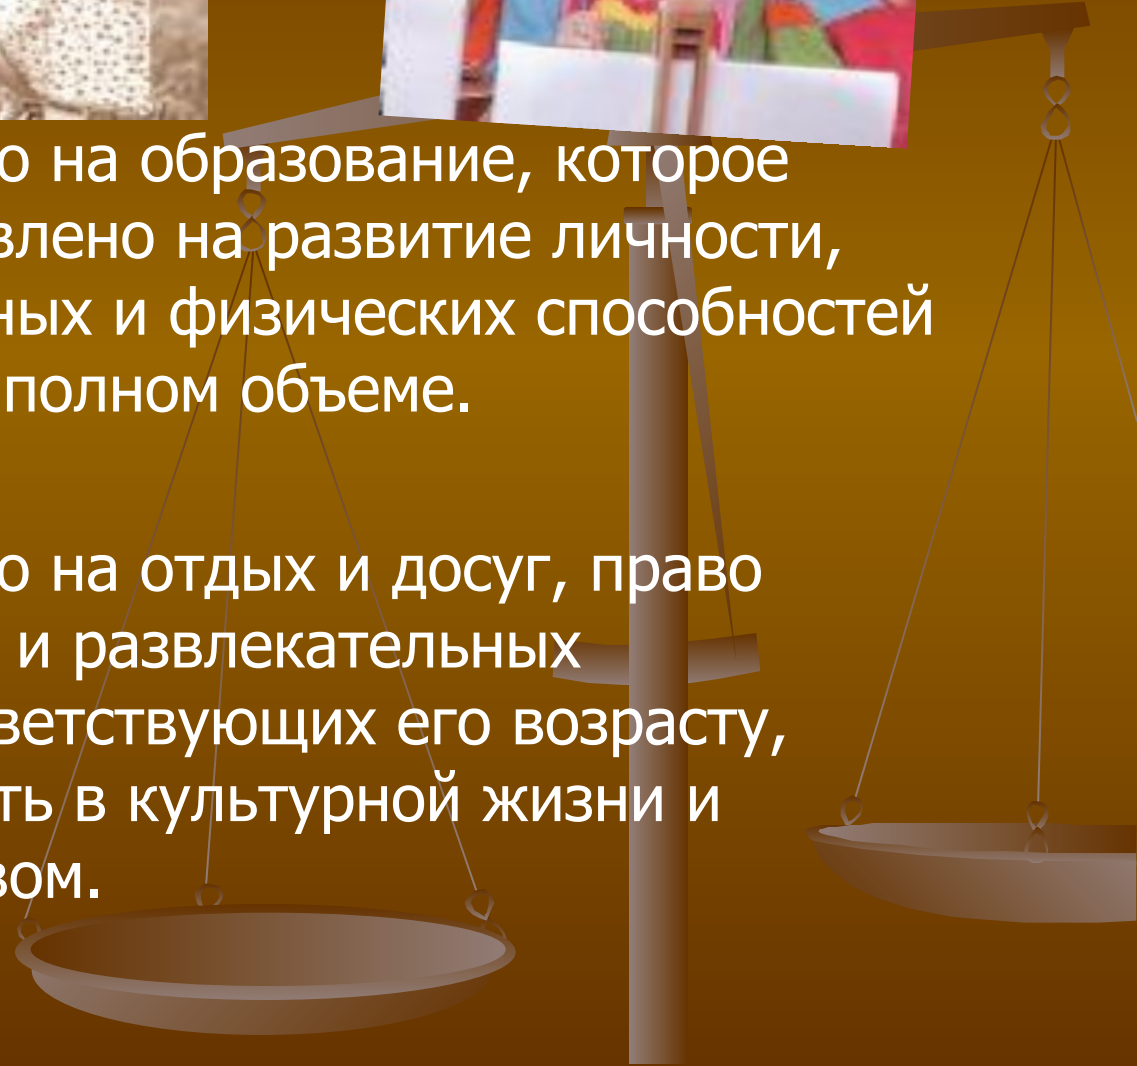 о на образование, которое
влено на развитие личности,
ных и физических способностей
полном объеме.
о на отдых и досуг, право
и развлекательных
ветствующих его возрасту,
ть в культурной жизни и
вом.